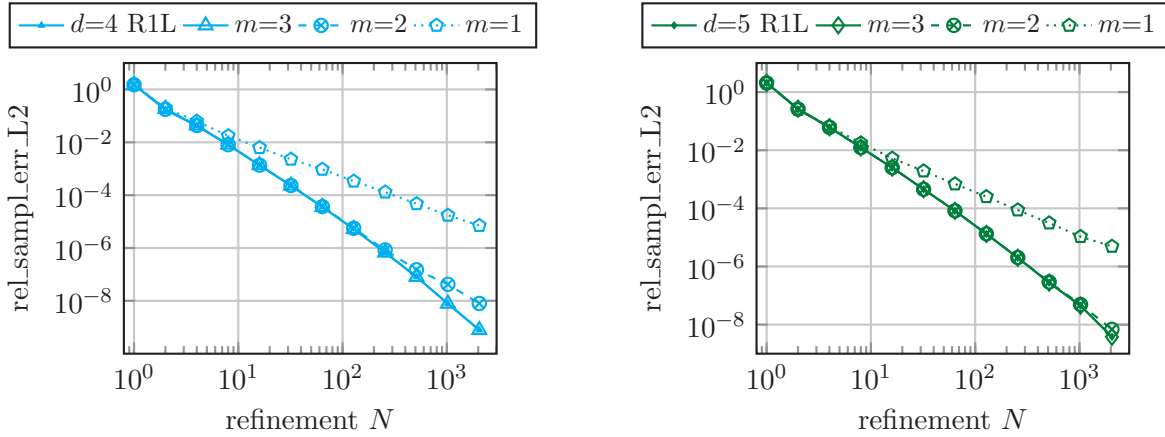 d=4 R1L m=3 m=2 m=1
rel_sampl_err_L2
10^0
10^-2
10^-4
10^-6
10^-8
10^0 10^1 10^2 10^3
refinement N
d=5 R1L m=3 m=2 m=1
rel_sampl_err_L2
10^0
10^-2
10^-4
10^-6
10^-8
10^0 10^1 10^2 10^3
refinement N